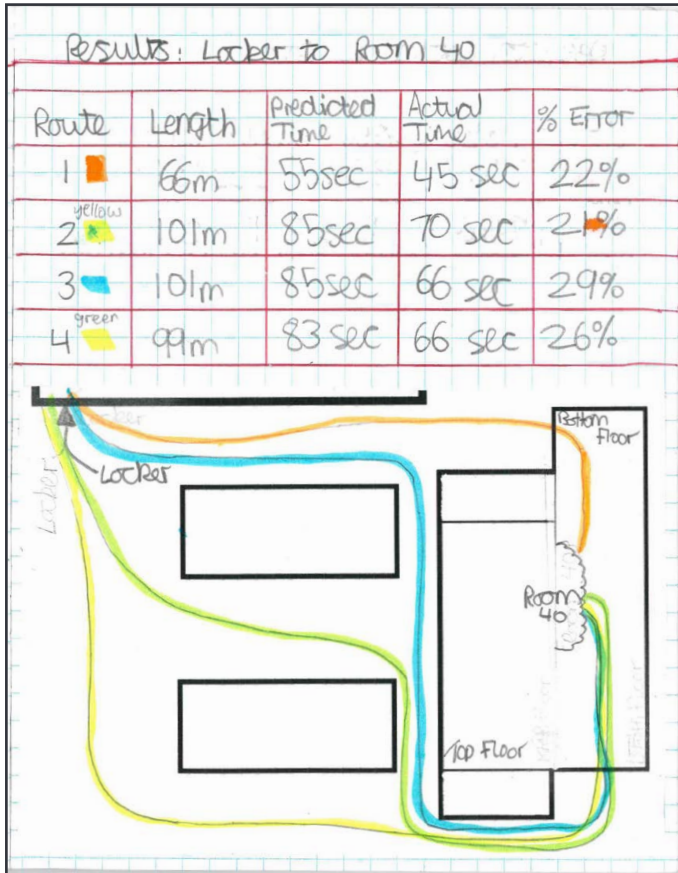 Results: Locker to Room 40
Route Length Predicted Time Actual Time % Error
1 66m 55sec 45 sec 22%
yellow
2 101m 85sec 70 sec 21%
3 101m 85sec 66 sec 29%
green
4 99m 83 sec 66 sec 26%
Bottom
Floor
Locker
Locker
Room
40
Top Floor